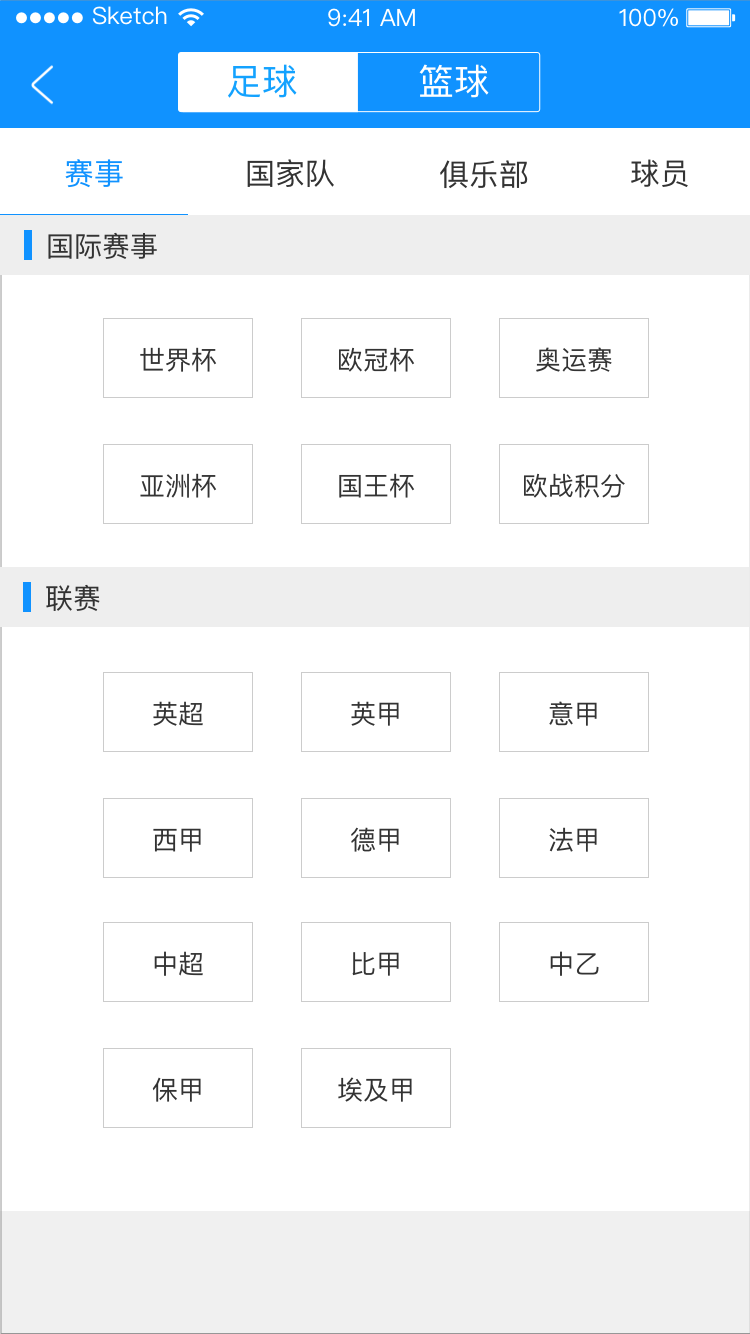 Sketch 9:41 AM 100%
足球 篮球
赛事 国家队 俱乐部 球员
国际赛事
世界杯 欧冠杯 奥运赛
亚洲杯 国王杯 欧战积分
联赛
英超 英甲 意甲
西甲 德甲 法甲
中超 比甲 中乙
保甲 埃及甲